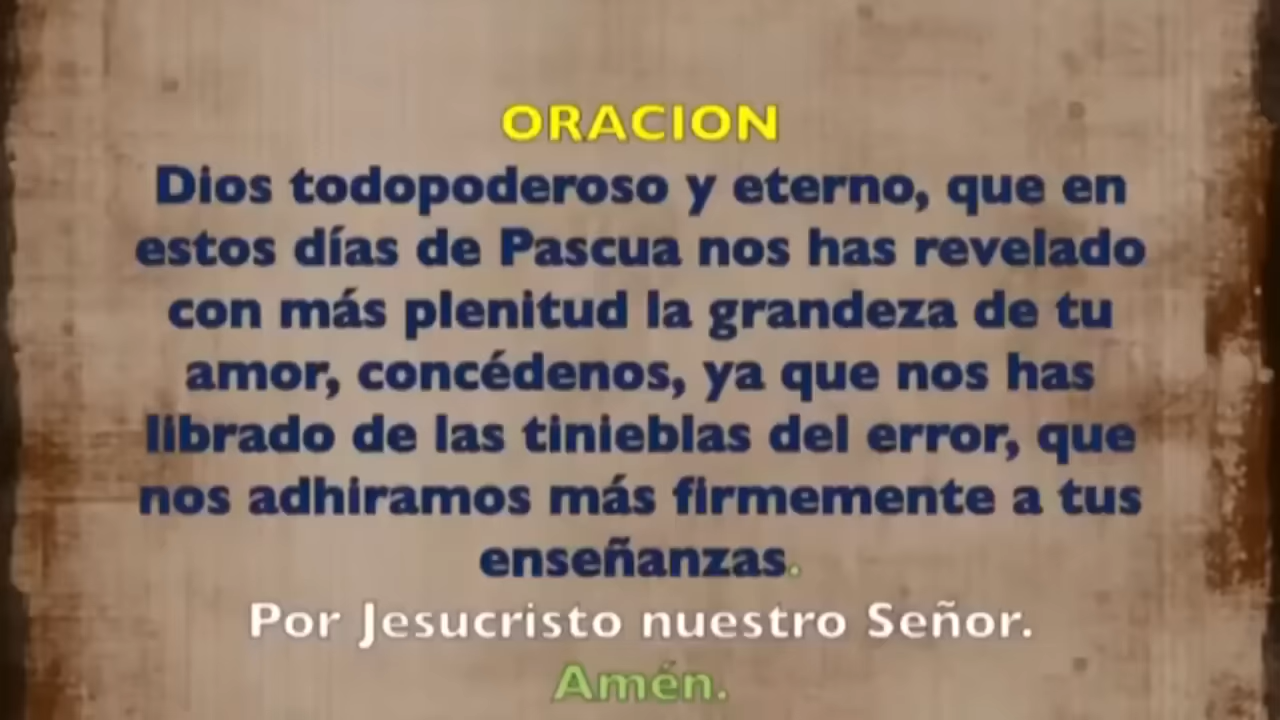 ORACION
Dios todopoderoso y eterno, que en
estos días de Pascua nos has revelado
con más plenitud la grandeza de tu
amor, concédenos, ya que nos has
librado de las tinieblas del error, que
nos adhiramos más firmemente a tus
enseñanzas.
Por Jesucristo nuestro Señor.
Amén.